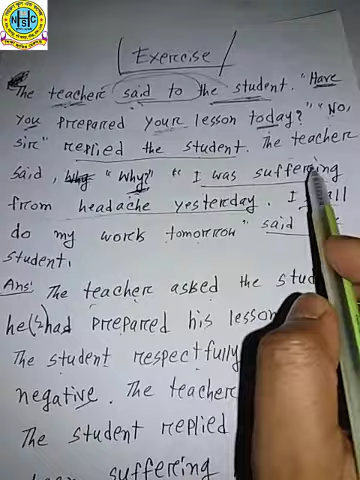 NSC
Exercise
The teacher said to the student. "Have
you prepared your lesson today?" "No,
sir" replied the student. The teacher
said, "Why?" "I was suffering
from headache yesterday. I
do my work tomorrow" said
student.
Ans: The teacher asked the
he(s) had prepared his lesson
The student respectfully
negative. The teacher
The student replied
suffering